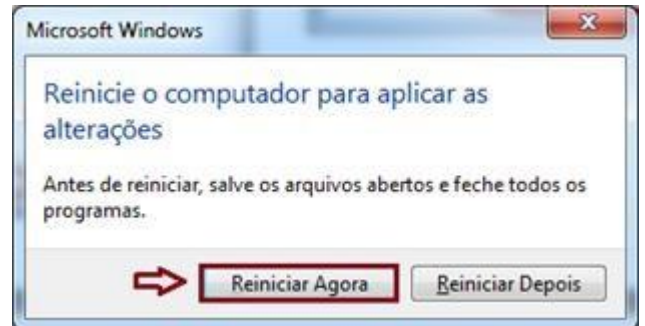 Microsoft Windows
Reinicie o computador para aplicar as
alterações
Antes de reiniciar, salve os arquivos abertos e feche todos os
programas.
Reiniciar Agora
Reiniciar Depois